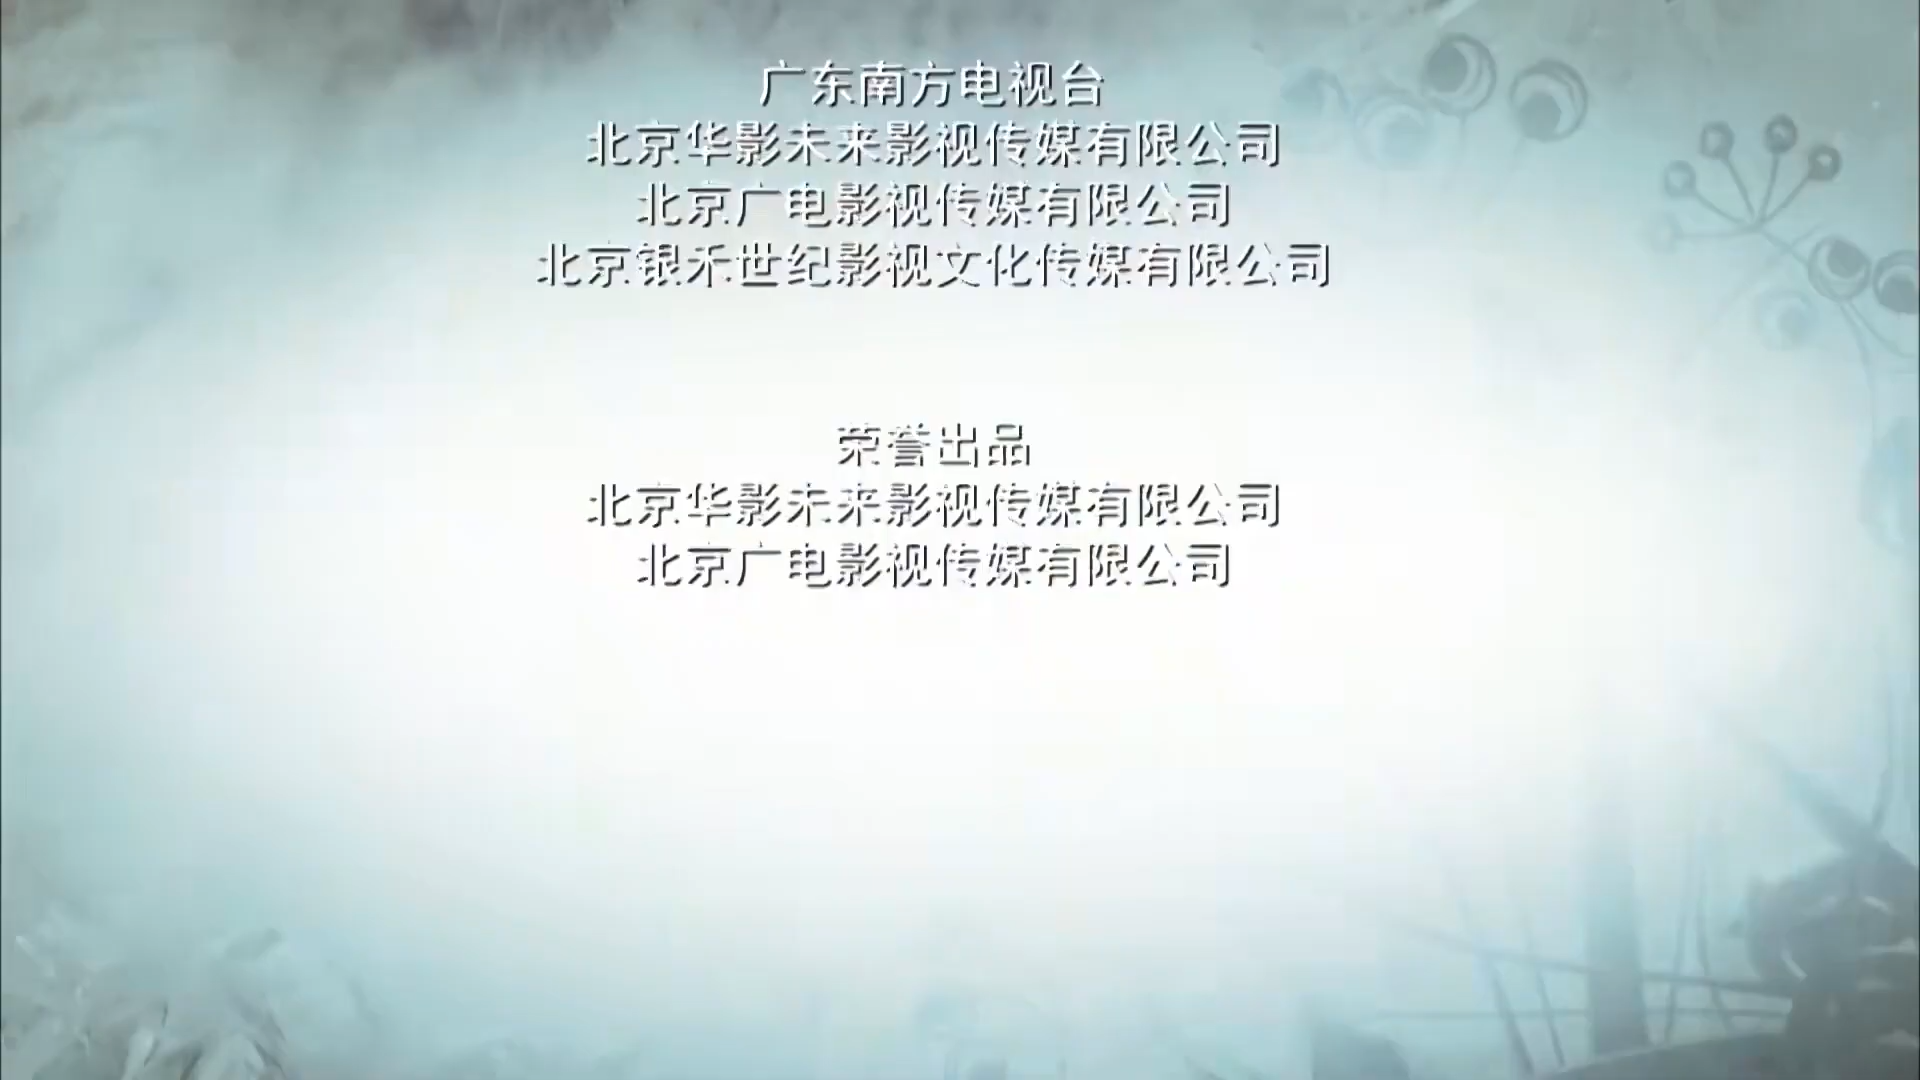 广东南方电视台
北京华影未来影视传媒有限公司
北京广电影视传媒有限公司
北京银禾世纪影视文化传媒有限公司
荣誉出品
北京华影未来影视传媒有限公司
北京广电影视传媒有限公司